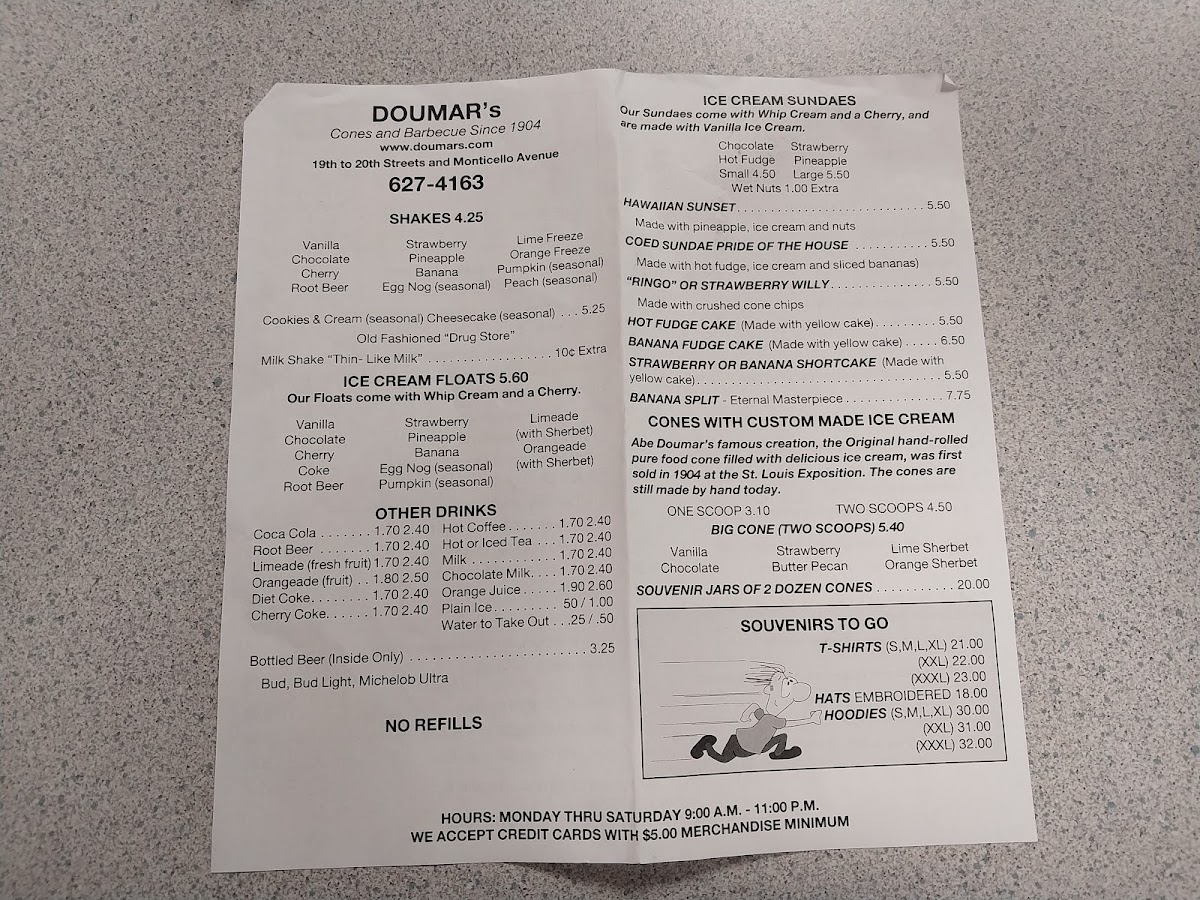 DOUMAR's
Cones and Barbecue Since 1904
www.doumars.com
19th to 20th Streets and Monticello Avenue
627-4163
SHAKES 4.25
Vanilla Strawberry Lime Freeze
Chocolate Pineapple Orange Freeze
Cherry Banana Pumpkin (seasonal)
Root Beer Egg Nog (seasonal) Peach (seasonal)
Cookies & Cream (seasonal) Cheesecake (seasonal) . . . 5.25
Old Fashioned "Drug Store"
Milk Shake "Thin- Like Milk" . . . . . . . . . . . . . . . . . . 10¢ Extra
ICE CREAM FLOATS 5.60
Our Floats come with Whip Cream and a Cherry.
Vanilla Strawberry Limeade
Chocolate Pineapple (with Sherbet)
Cherry Banana Orangeade
Coke Egg Nog (seasonal) (with Sherbet)
Root Beer Pumpkin (seasonal)
OTHER DRINKS
Coca Cola . . . . . . . 1.70 2.40
Root Beer . . . . . . . 1.70 2.40
Limeade (fresh fruit) 1.70 2.40
Orangeade (fruit) . . 1.80 2.50
Diet Coke. . . . . . . . 1.70 2.40
Cherry Coke. . . . . . 1.70 2.40
Hot Coffee . . . . . . . 1.70 2.40
Hot or Iced Tea . . . 1.70 2.40
Milk . . . . . . . . . . . . 1.70 2.40
Chocolate Milk. . . . 1.70 2.40
Orange Juice . . . . . 1.90 2.60
Plain Ice. . . . . . . . . 50 / 1.00
Water to Take Out . . .25 / .50
Bottled Beer (Inside Only) . . . . . . . . . . . . . . . . . . . . . . . . 3.25
Bud, Bud Light, Michelob Ultra
NO REFILLS
ICE CREAM SUNDAES
Our Sundaes come with Whip Cream and a Cherry, and
are made with Vanilla Ice Cream.
Chocolate Strawberry
Hot Fudge Pineapple
Small 4.50 Large 5.50
Wet Nuts 1.00 Extra
HAWAIIAN SUNSET. . . . . . . . . . . . . . . . . . . . . . . . . . . 5.50
Made with pineapple, ice cream and nuts
COED SUNDAE PRIDE OF THE HOUSE . . . . . . . . . . . 5.50
Made with hot fudge, ice cream and sliced bananas)
"RINGO" OR STRAWBERRY WILLY. . . . . . . . . . . . . . . 5.50
Made with crushed cone chips
HOT FUDGE CAKE (Made with yellow cake). . . . . . . . . 5.50
BANANA FUDGE CAKE (Made with yellow cake) . . . . . 6.50
STRAWBERRY OR BANANA SHORTCAKE (Made with
yellow cake). . . . . . . . . . . . . . . . . . . . . . . . . . . . . . . . . . . 5.50
BANANA SPLIT - Eternal Masterpiece . . . . . . . . . . . . . . 7.75
CONES WITH CUSTOM MADE ICE CREAM
Abe Doumar's famous creation, the Original hand-rolled
pure food cone filled with delicious ice cream, was first
sold in 1904 at the St. Louis Exposition. The cones are
still made by hand today.
ONE SCOOP 3.10 TWO SCOOPS 4.50
BIG CONE (TWO SCOOPS) 5.40
Vanilla Strawberry Lime Sherbet
Chocolate Butter Pecan Orange Sherbet
SOUVENIR JARS OF 2 DOZEN CONES . . . . . . . . . . . 20.00
SOUVENIRS TO GO
T-SHIRTS (S,M,L,XL) 21.00
(XXL) 22.00
(XXXL) 23.00
HATS EMBROIDERED 18.00
HOODIES (S,M,L,XL) 30.00
(XXL) 31.00
(XXXL) 32.00
HOURS: MONDAY THRU SATURDAY 9:00 A.M. - 11:00 P.M.
WE ACCEPT CREDIT CARDS WITH $5.00 MERCHANDISE MINIMUM